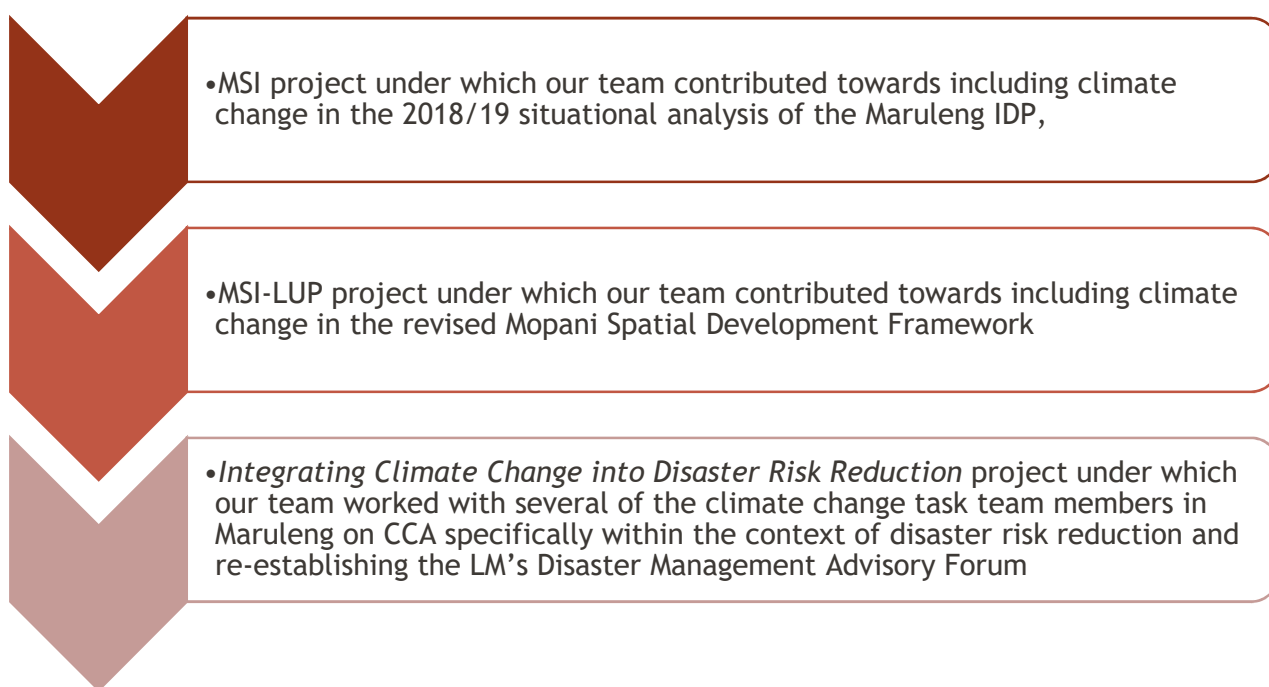 •MSI project under which our team contributed towards including climate
change in the 2018/19 situational analysis of the Maruleng IDP,
•MSI-LUP project under which our team contributed towards including climate
change in the revised Mopani Spatial Development Framework
•Integrating Climate Change into Disaster Risk Reduction project under which
our team worked with several of the climate change task team members in
Maruleng on CCA specifically within the context of disaster risk reduction and
re-establishing the LM's Disaster Management Advisory Forum